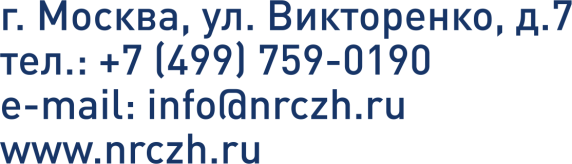 г. Москва, ул. Викторенко, д.7
тел.: +7 (499) 759-0190
e-mail: info@nrczh.ru
www.nrczh.ru